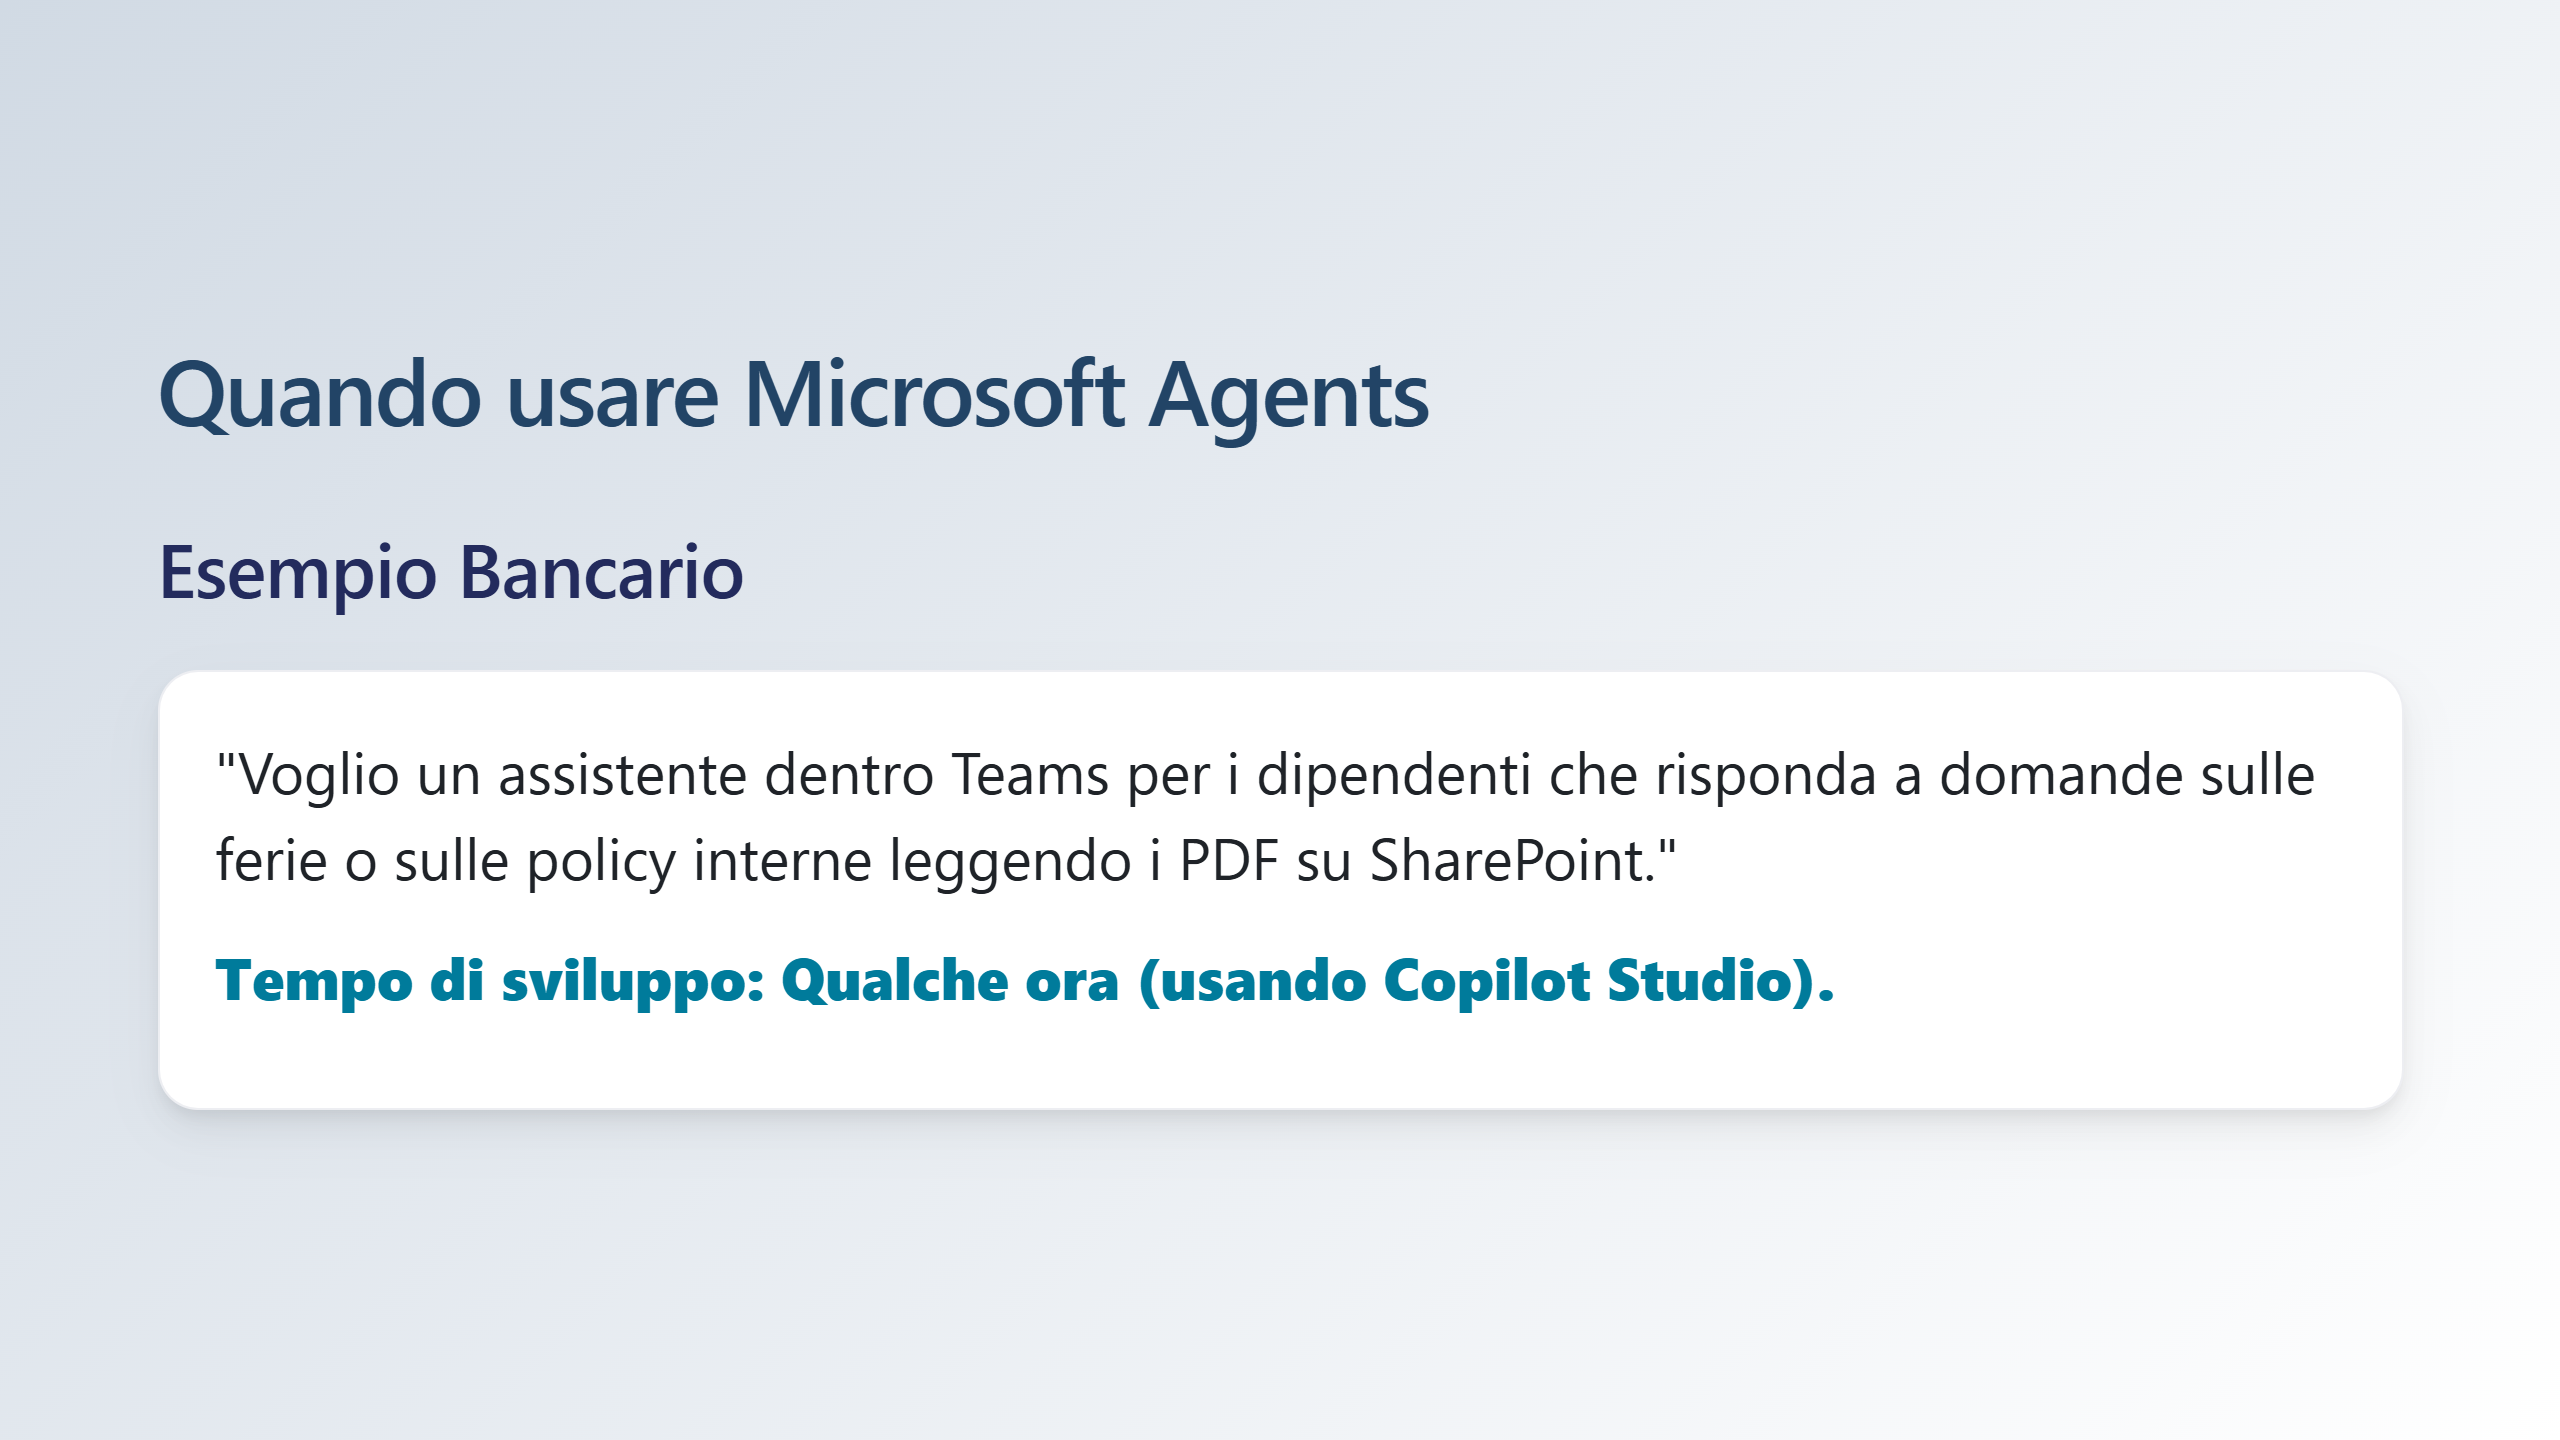 Quando usare Microsoft Agents
Esempio Bancario
"Voglio un assistente dentro Teams per i dipendenti che risponda a domande sulle
ferie o sulle policy interne leggendo i PDF su SharePoint."
Tempo di sviluppo: Qualche ora (usando Copilot Studio).